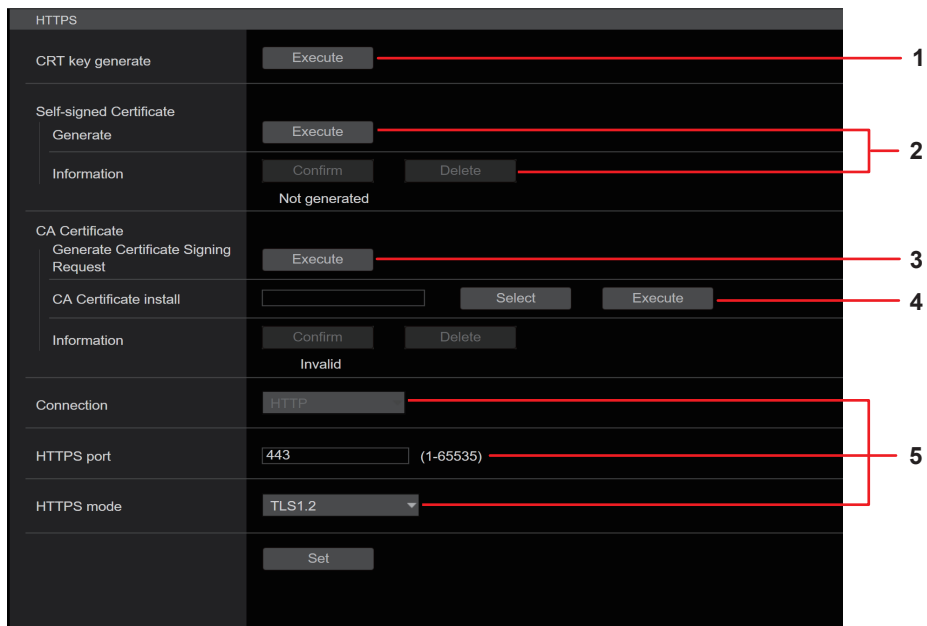 HTTPS
CRT key generate Execute 1
Self-signed Certificate
Generate Execute
2
Information Confirm Delete
Not generated
CA Certificate
Generate Certificate Signing
Request Execute 3
CA Certificate install Select Execute 4
Information Confirm Delete
Invalid
Connection HTTP
HTTPS port 443 (1-65535) 5
HTTPS mode TLS1.2
Set